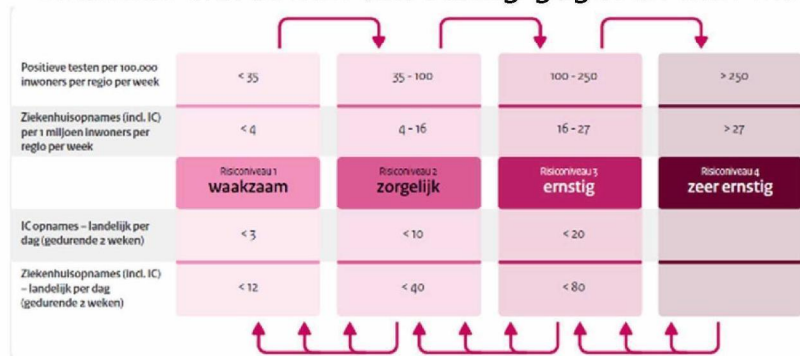 Positieve testen per 100.000
inwoners per regio per week
< 35
35 - 100
100 - 250
> 250
Ziekenhuisopnames (incl. IC)
per 1 miljoen inwoners per
regio per week
< 4
4 - 16
16 - 27
> 27
Risiconiveau 1
waakzaam
Risiconiveau 2
zorgelijk
Risiconiveau 3
ernstig
Risiconiveau 4
zeer ernstig
IC opnames – landelijk per
dag (gedurende 2 weken)
< 3
< 10
< 20
Ziekenhuisopnames (incl. IC)
– landelijk per dag
(gedurende 2 weken)
< 12
< 40
< 80